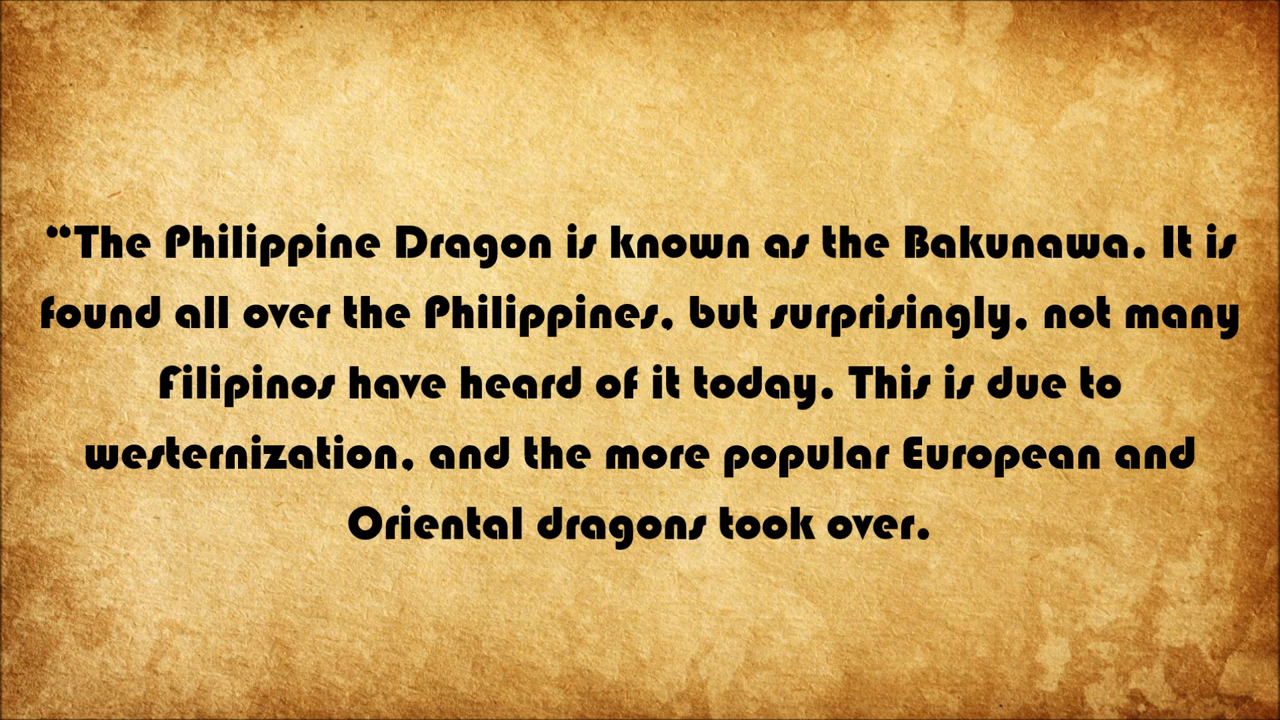 “The Philippine Dragon is known as the Bakunawa. It is
found all over the Philippines, but surprisingly, not many
Filipinos have heard of it today. This is due to
westernization, and the more popular European and
Oriental dragons took over.